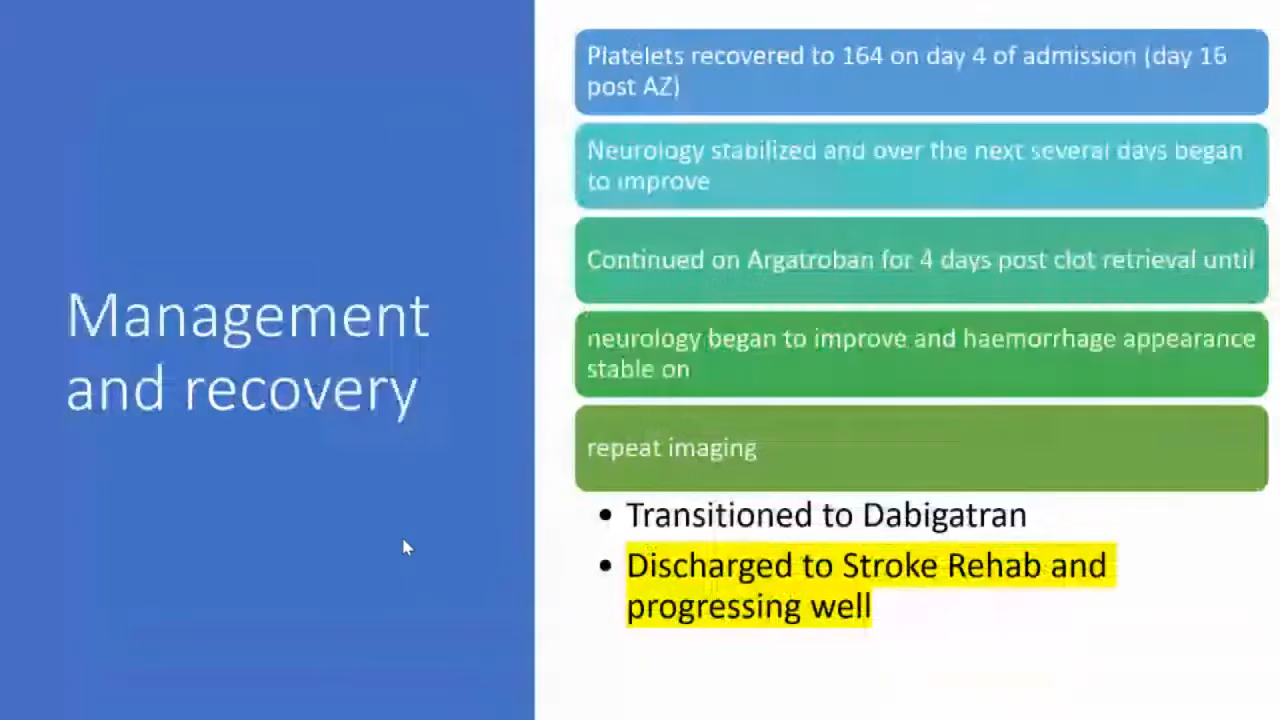 Management
and recovery
Platelets recovered to 164 on day 4 of admission (day 16
post AZ)
Neurology stabilized and over the next several days began
to improve
Continued on Argatroban for 4 days post clot retrieval until
neurology began to improve and haemorrhage appearance
stable on
repeat imaging
• Transitioned to Dabigatran
• Discharged to Stroke Rehab and
progressing well